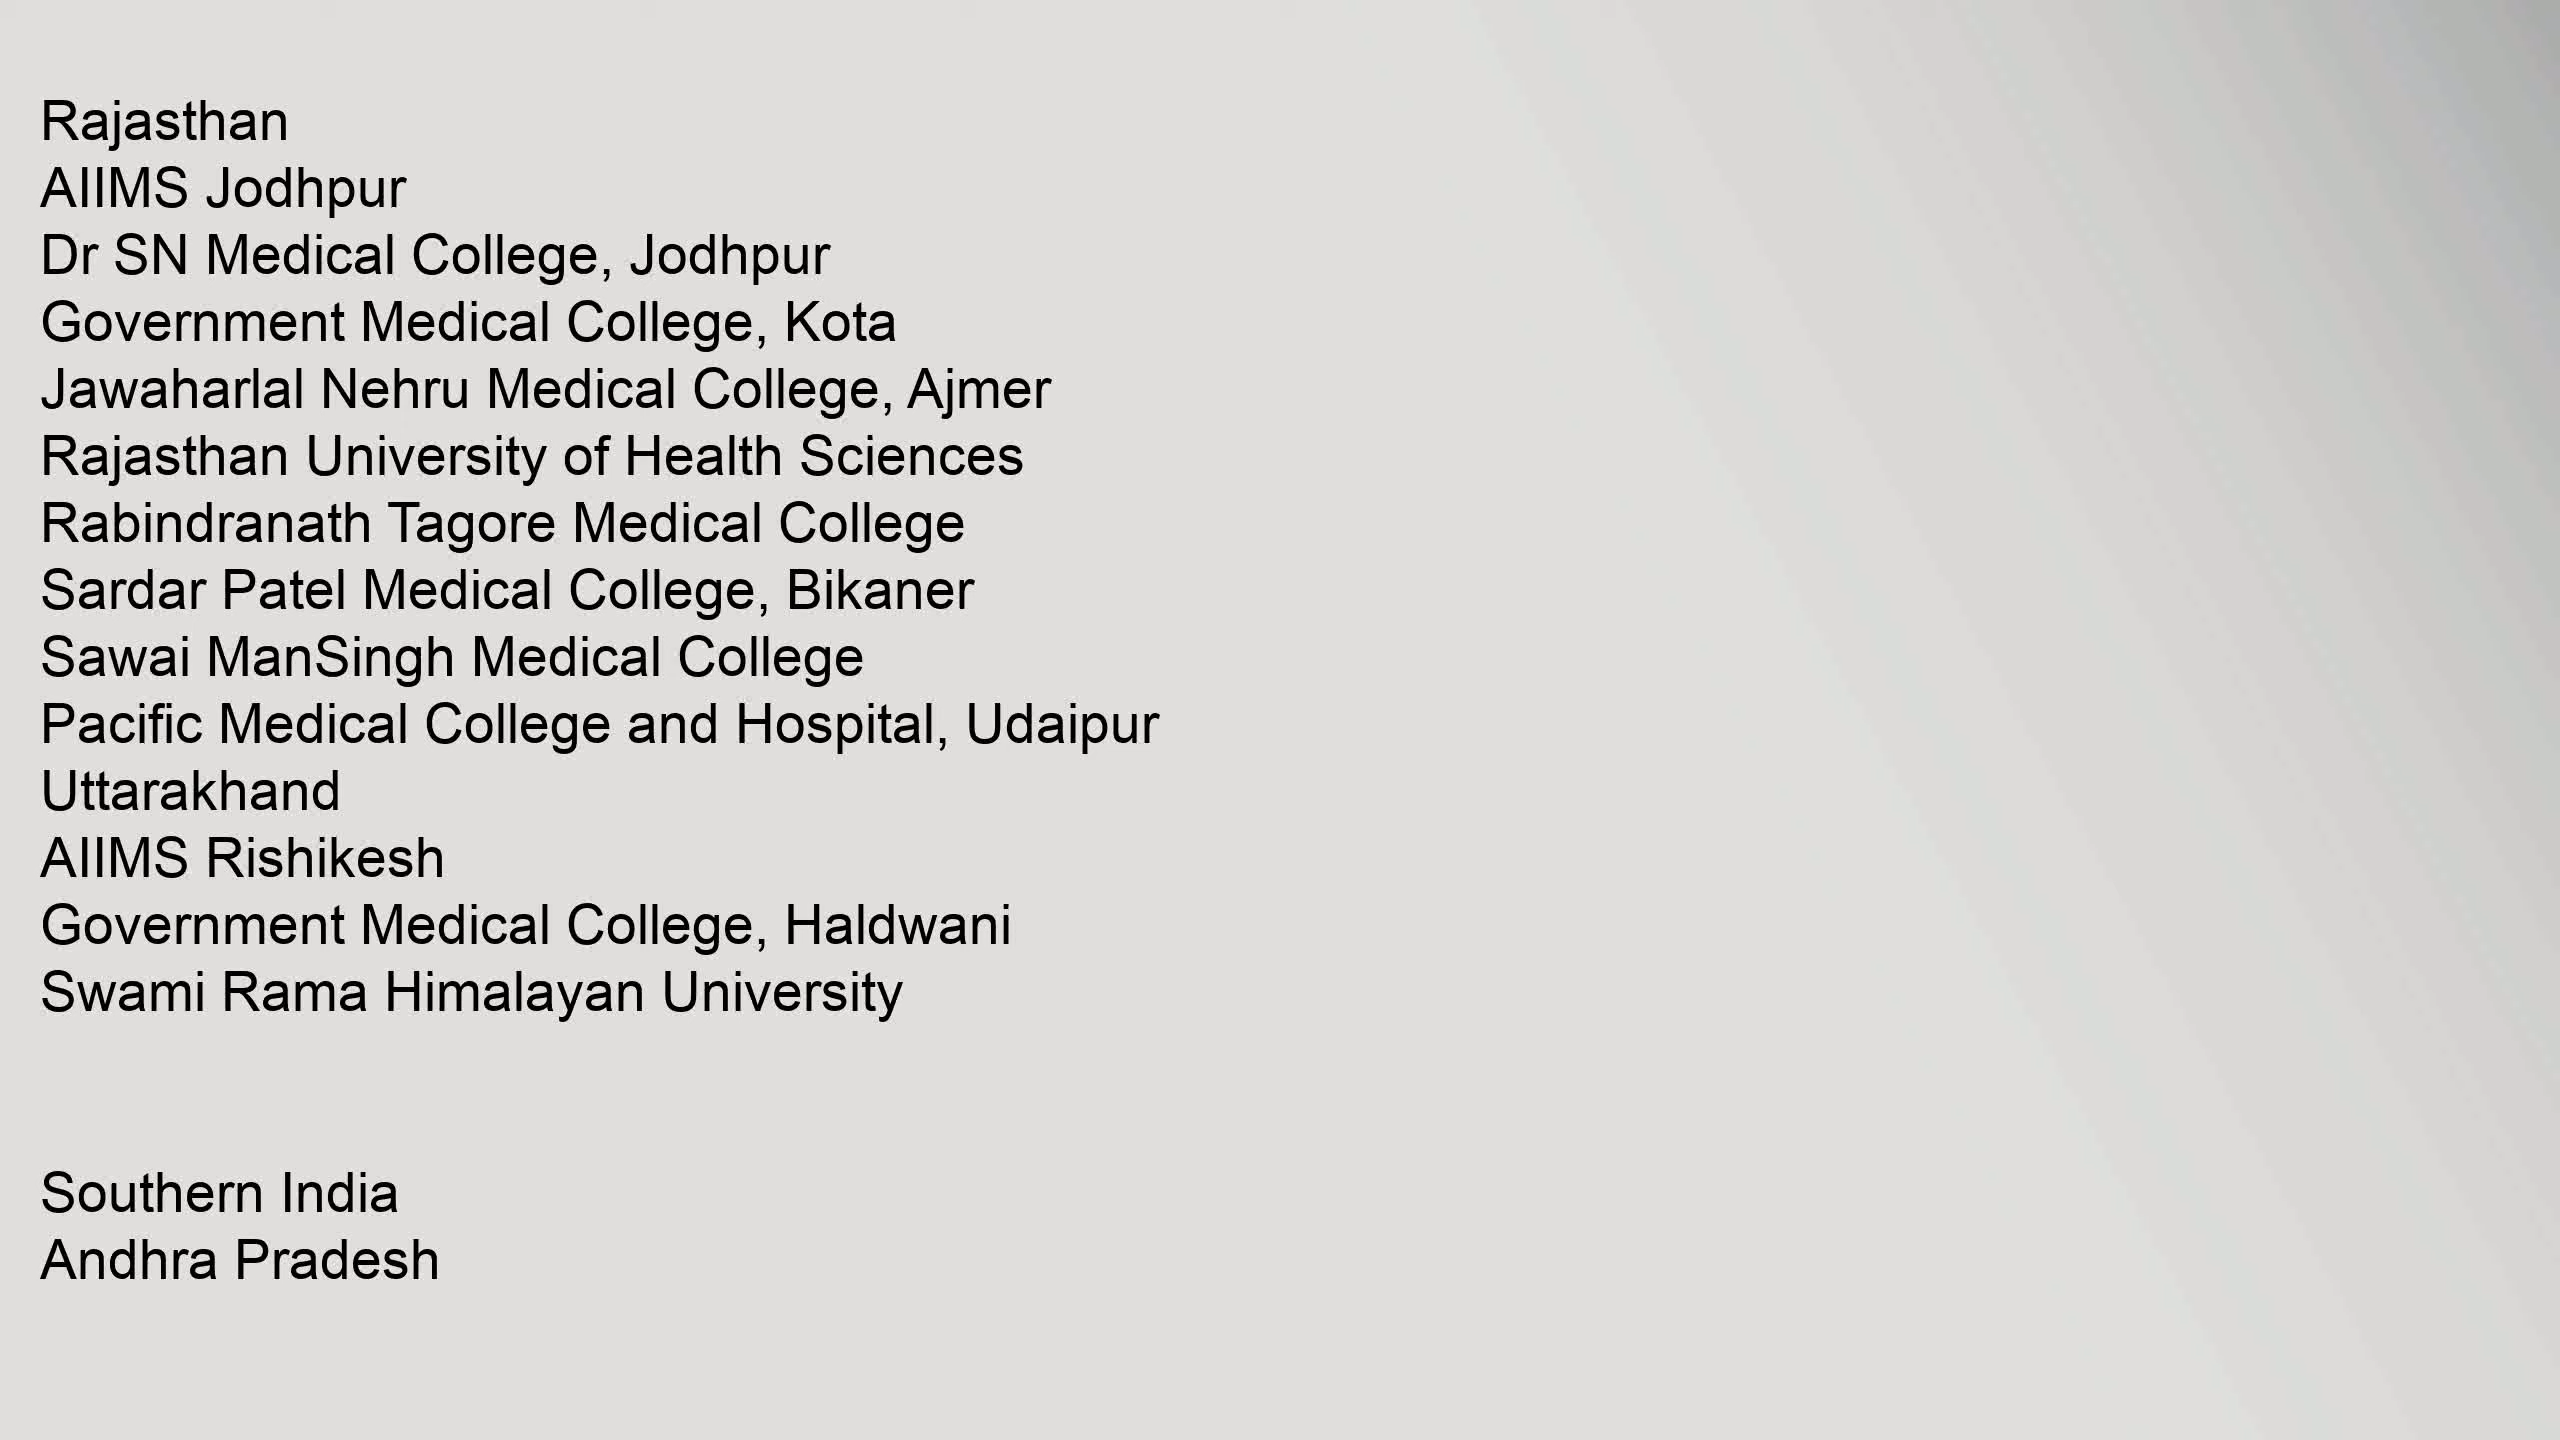 Rajasthan
AIIMS Jodhpur
Dr SN Medical College, Jodhpur
Government Medical College, Kota
Jawaharlal Nehru Medical College, Ajmer
Rajasthan University of Health Sciences
Rabindranath Tagore Medical College
Sardar Patel Medical College, Bikaner
Sawai ManSingh Medical College
Pacific Medical College and Hospital, Udaipur
Uttarakhand
AIIMS Rishikesh
Government Medical College, Haldwani
Swami Rama Himalayan University
Southern India
Andhra Pradesh